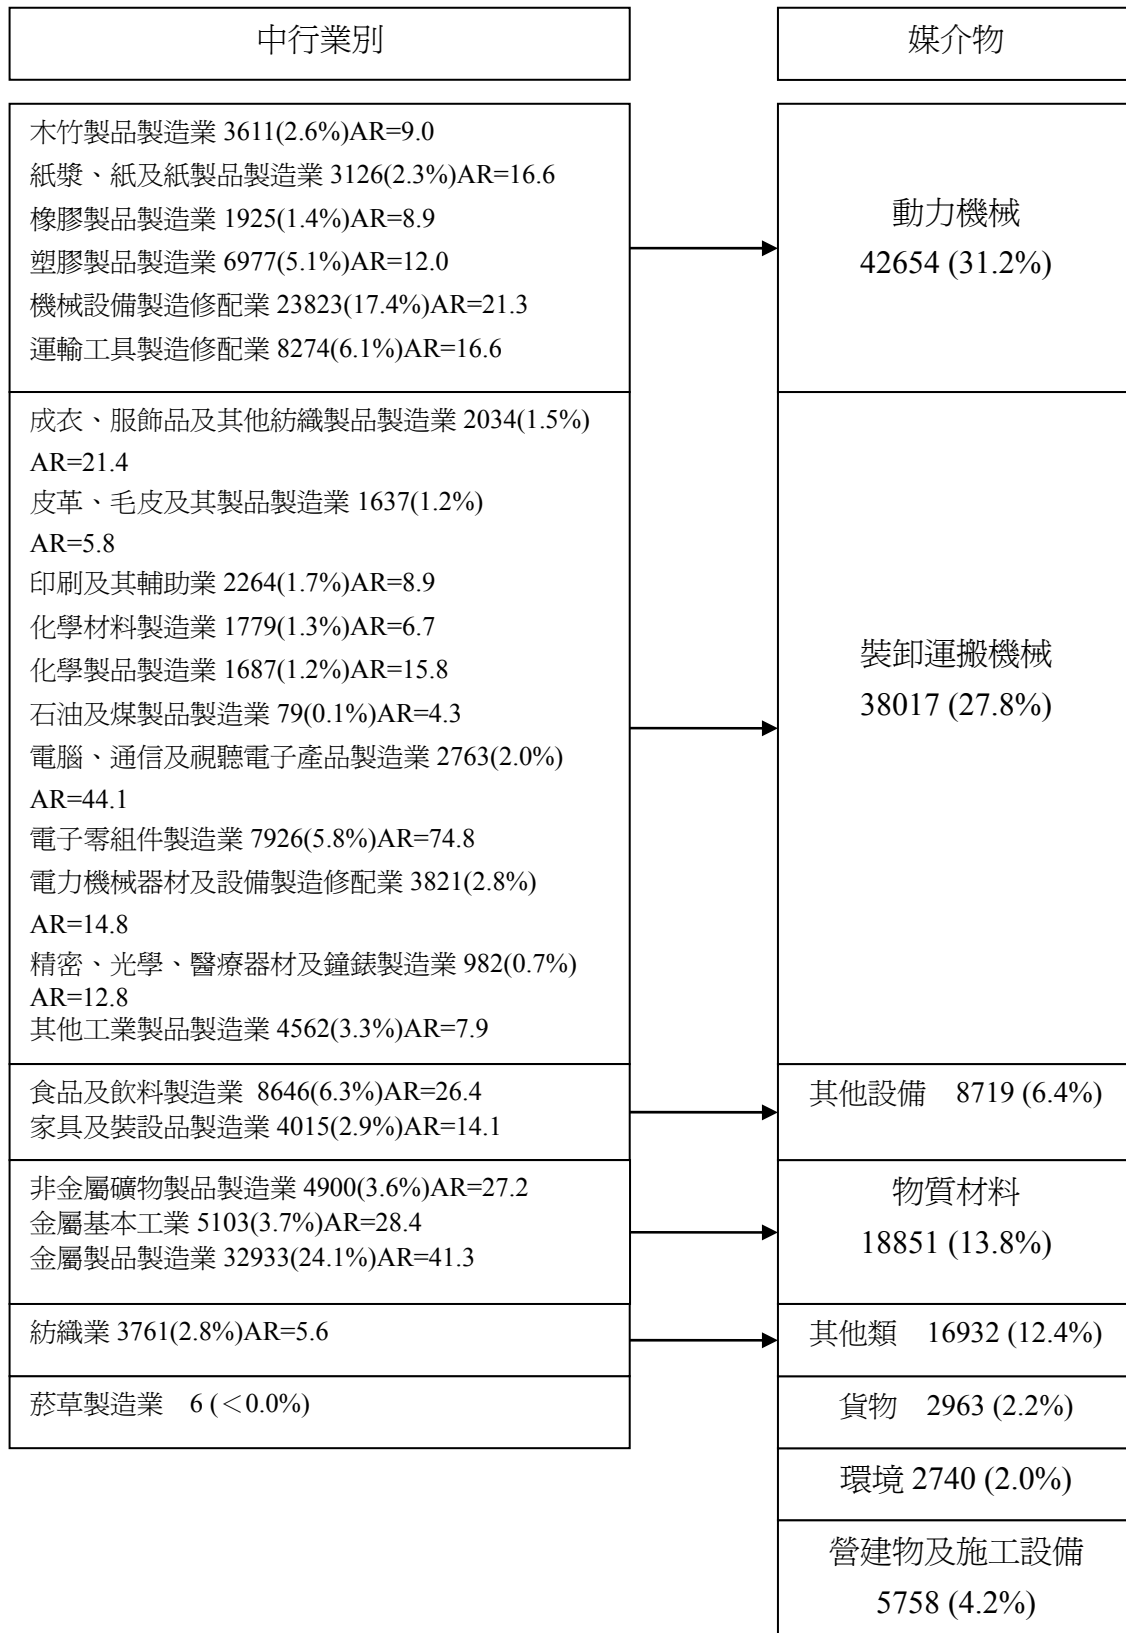 中行業別
媒介物
木竹製品製造業 3611(2.6%)AR=9.0
紙漿、紙及紙製品製造業 3126(2.3%)AR=16.6
橡膠製品製造業 1925(1.4%)AR=8.9
塑膠製品製造業 6977(5.1%)AR=12.0
機械設備製造修配業 23823(17.4%)AR=21.3
運輸工具製造修配業 8274(6.1%)AR=16.6
動力機械
42654 (31.2%)
成衣、服飾品及其他紡織製品製造業 2034(1.5%)
AR=21.4
皮革、毛皮及其製品製造業 1637(1.2%)
AR=5.8
印刷及其輔助業 2264(1.7%)AR=8.9
化學材料製造業 1779(1.3%)AR=6.7
化學製品製造業 1687(1.2%)AR=15.8
石油及煤製品製造業 79(0.1%)AR=4.3
電腦、通信及視聽電子產品製造業 2763(2.0%)
AR=44.1
電子零組件製造業 7926(5.8%)AR=74.8
電力機械器材及設備製造修配業 3821(2.8%)
AR=14.8
精密、光學、醫療器材及鐘錶製造業 982(0.7%)
AR=12.8
其他工業製品製造業 4562(3.3%)AR=7.9
裝卸運搬機械
38017 (27.8%)
食品及飲料製造業 8646(6.3%)AR=26.4
家具及裝設品製造業 4015(2.9%)AR=14.1
其他設備 8719 (6.4%)
非金屬礦物製品製造業 4900(3.6%)AR=27.2
金屬基本工業 5103(3.7%)AR=28.4
金屬製品製造業 32933(24.1%)AR=41.3
物質材料
18851 (13.8%)
紡織業 3761(2.8%)AR=5.6
其他類 16932 (12.4%)
菸草製造業 6 (＜0.0%)
貨物 2963 (2.2%)
環境 2740 (2.0%)
營建物及施工設備
5758 (4.2%)